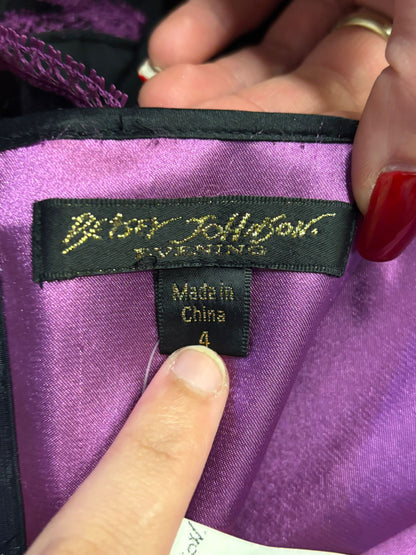 BETSEY JOHNSON.
EVENING
Made in
China
4